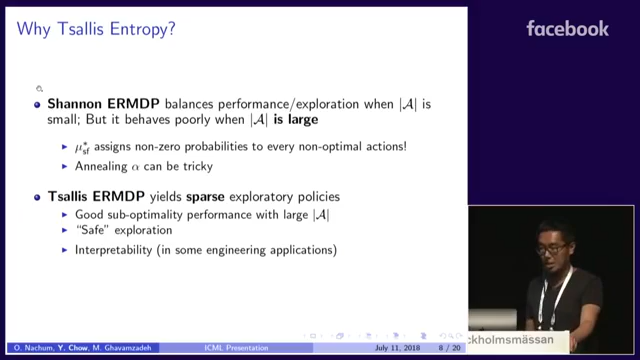 Why Tsallis Entropy?
facebook
Shannon ERMDP balances performance/exploration when |𝒜| is
small; But it behaves poorly when |𝒜| is large
μ*sf assigns non-zero probabilities to every non-optimal actions!
Annealing α can be tricky
Tsallis ERMDP yields sparse exploratory policies
Good sub-optimality performance with large |𝒜|
"Safe" exploration
Interpretability (in some engineering applications)
ckholmsmässan
O. Nachum, Y. Chow, M. Ghavamzadeh ICML Presentation July 11, 2018 8 / 20